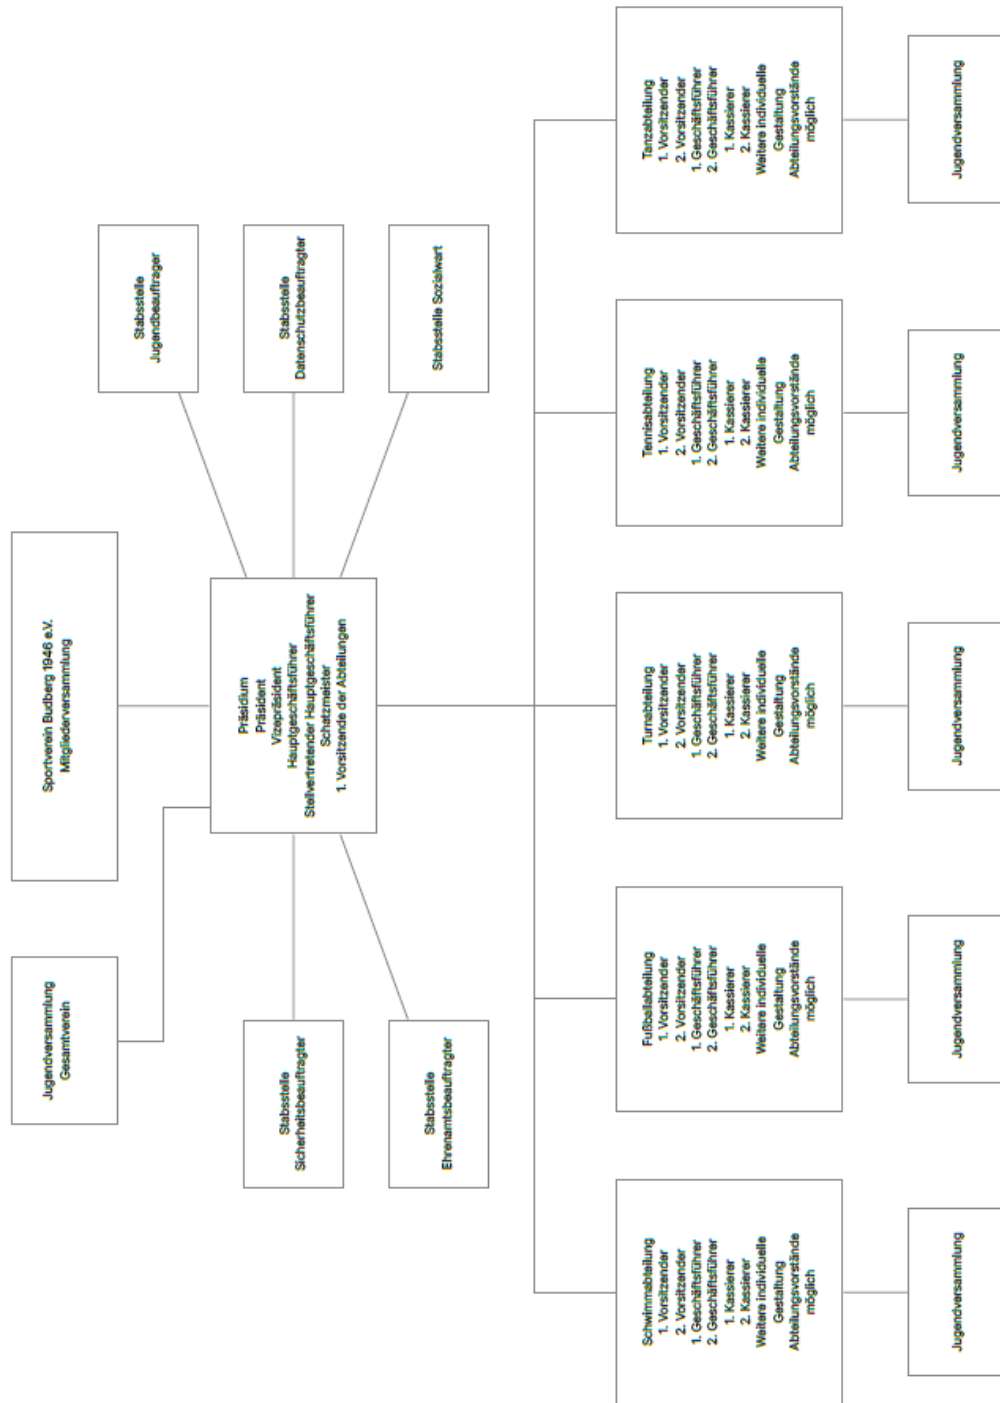 Jugendversammlung
Gesamtverein
Sportverein Budberg 1946 e.V.
Mitgliederversammlung
Stabsstelle
Sicherheitsbeauftragter
Stabsstelle
Ehrenamtsbeauftragter
Präsidium
Präsident
Vizepräsident
Hauptgeschäftsführer
Stellvertretender Hauptgeschäftsführer
Schatzmeister
1. Vorsitzende der Abteilungen
Stabsstelle
Jugendbeauftrager
Stabsstelle
Datenschutzbeauftragter
Stabsstelle Sozialwart
Schwimmabteilung
1. Vorsitzender
2. Vorsitzender
1. Geschäftsführer
2. Geschäftsführer
1. Kassierer
2. Kassierer
Weitere individuelle
Gestaltung
Abteilungsvorstände
möglich
Fußballabteilung
1. Vorsitzender
2. Vorsitzender
1. Geschäftsführer
2. Geschäftsführer
1. Kassierer
2. Kassierer
Weitere individuelle
Gestaltung
Abteilungsvorstände
möglich
Turnabteilung
1. Vorsitzender
2. Vorsitzender
1. Geschäftsführer
2. Geschäftsführer
1. Kassierer
2. Kassierer
Weitere individuelle
Gestaltung
Abteilungsvorstände
möglich
Tennisabteilung
1. Vorsitzender
2. Vorsitzender
1. Geschäftsführer
2. Geschäftsführer
1. Kassierer
2. Kassierer
Weitere individuelle
Gestaltung
Abteilungsvorstände
möglich
Tanzabteilung
1. Vorsitzender
2. Vorsitzender
1. Geschäftsführer
2. Geschäftsführer
1. Kassierer
2. Kassierer
Weitere individuelle
Gestaltung
Abteilungsvorstände
möglich
Jugendversammlung
Jugendversammlung
Jugendversammlung
Jugendversammlung
Jugendversammlung